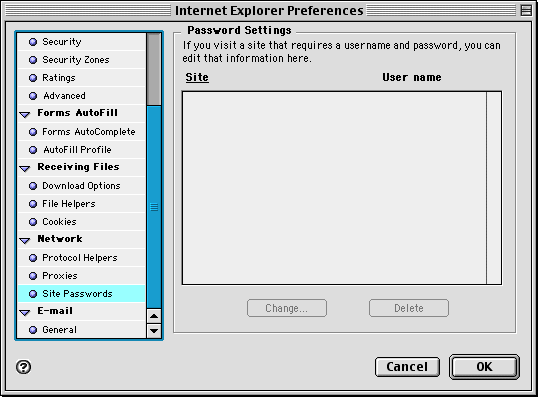 Internet Explorer Preferences
Security
Security Zones
Ratings
Advanced
Forms AutoFill
Forms AutoComplete
AutoFill Profile
Receiving Files
Download Options
File Helpers
Cookies
Network
Protocol Helpers
Proxies
Site Passwords
E-mail
General
Password Settings
If you visit a site that requires a username and password, you can
edit that information here.
Site User name
Change... Delete
?
Cancel OK